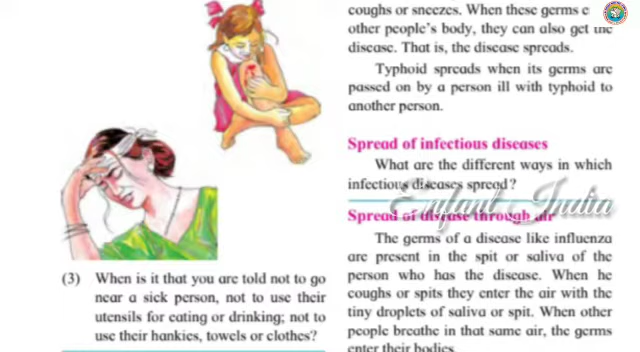 (3) When is it that you are told not to go
near a sick person, not to use their
utensils for eating or drinking; not to
use their hankies, towels or clothes?
coughs or sneezes. When these germs e
other people's body, they can also get the
disease. That is, the disease spreads.
Typhoid spreads when its germs are
passed on by a person ill with typhoid to
another person.
Spread of infectious diseases
What are the different ways in which
infectious diseases spread?
Enfant India
Spread of disease through air
The germs of a disease like influenza
are present in the spit or saliva of the
person who has the disease. When he
coughs or spits they enter the air with the
tiny droplets of saliva or spit. When other
people breathe in that same air, the germs
enter their bodies.